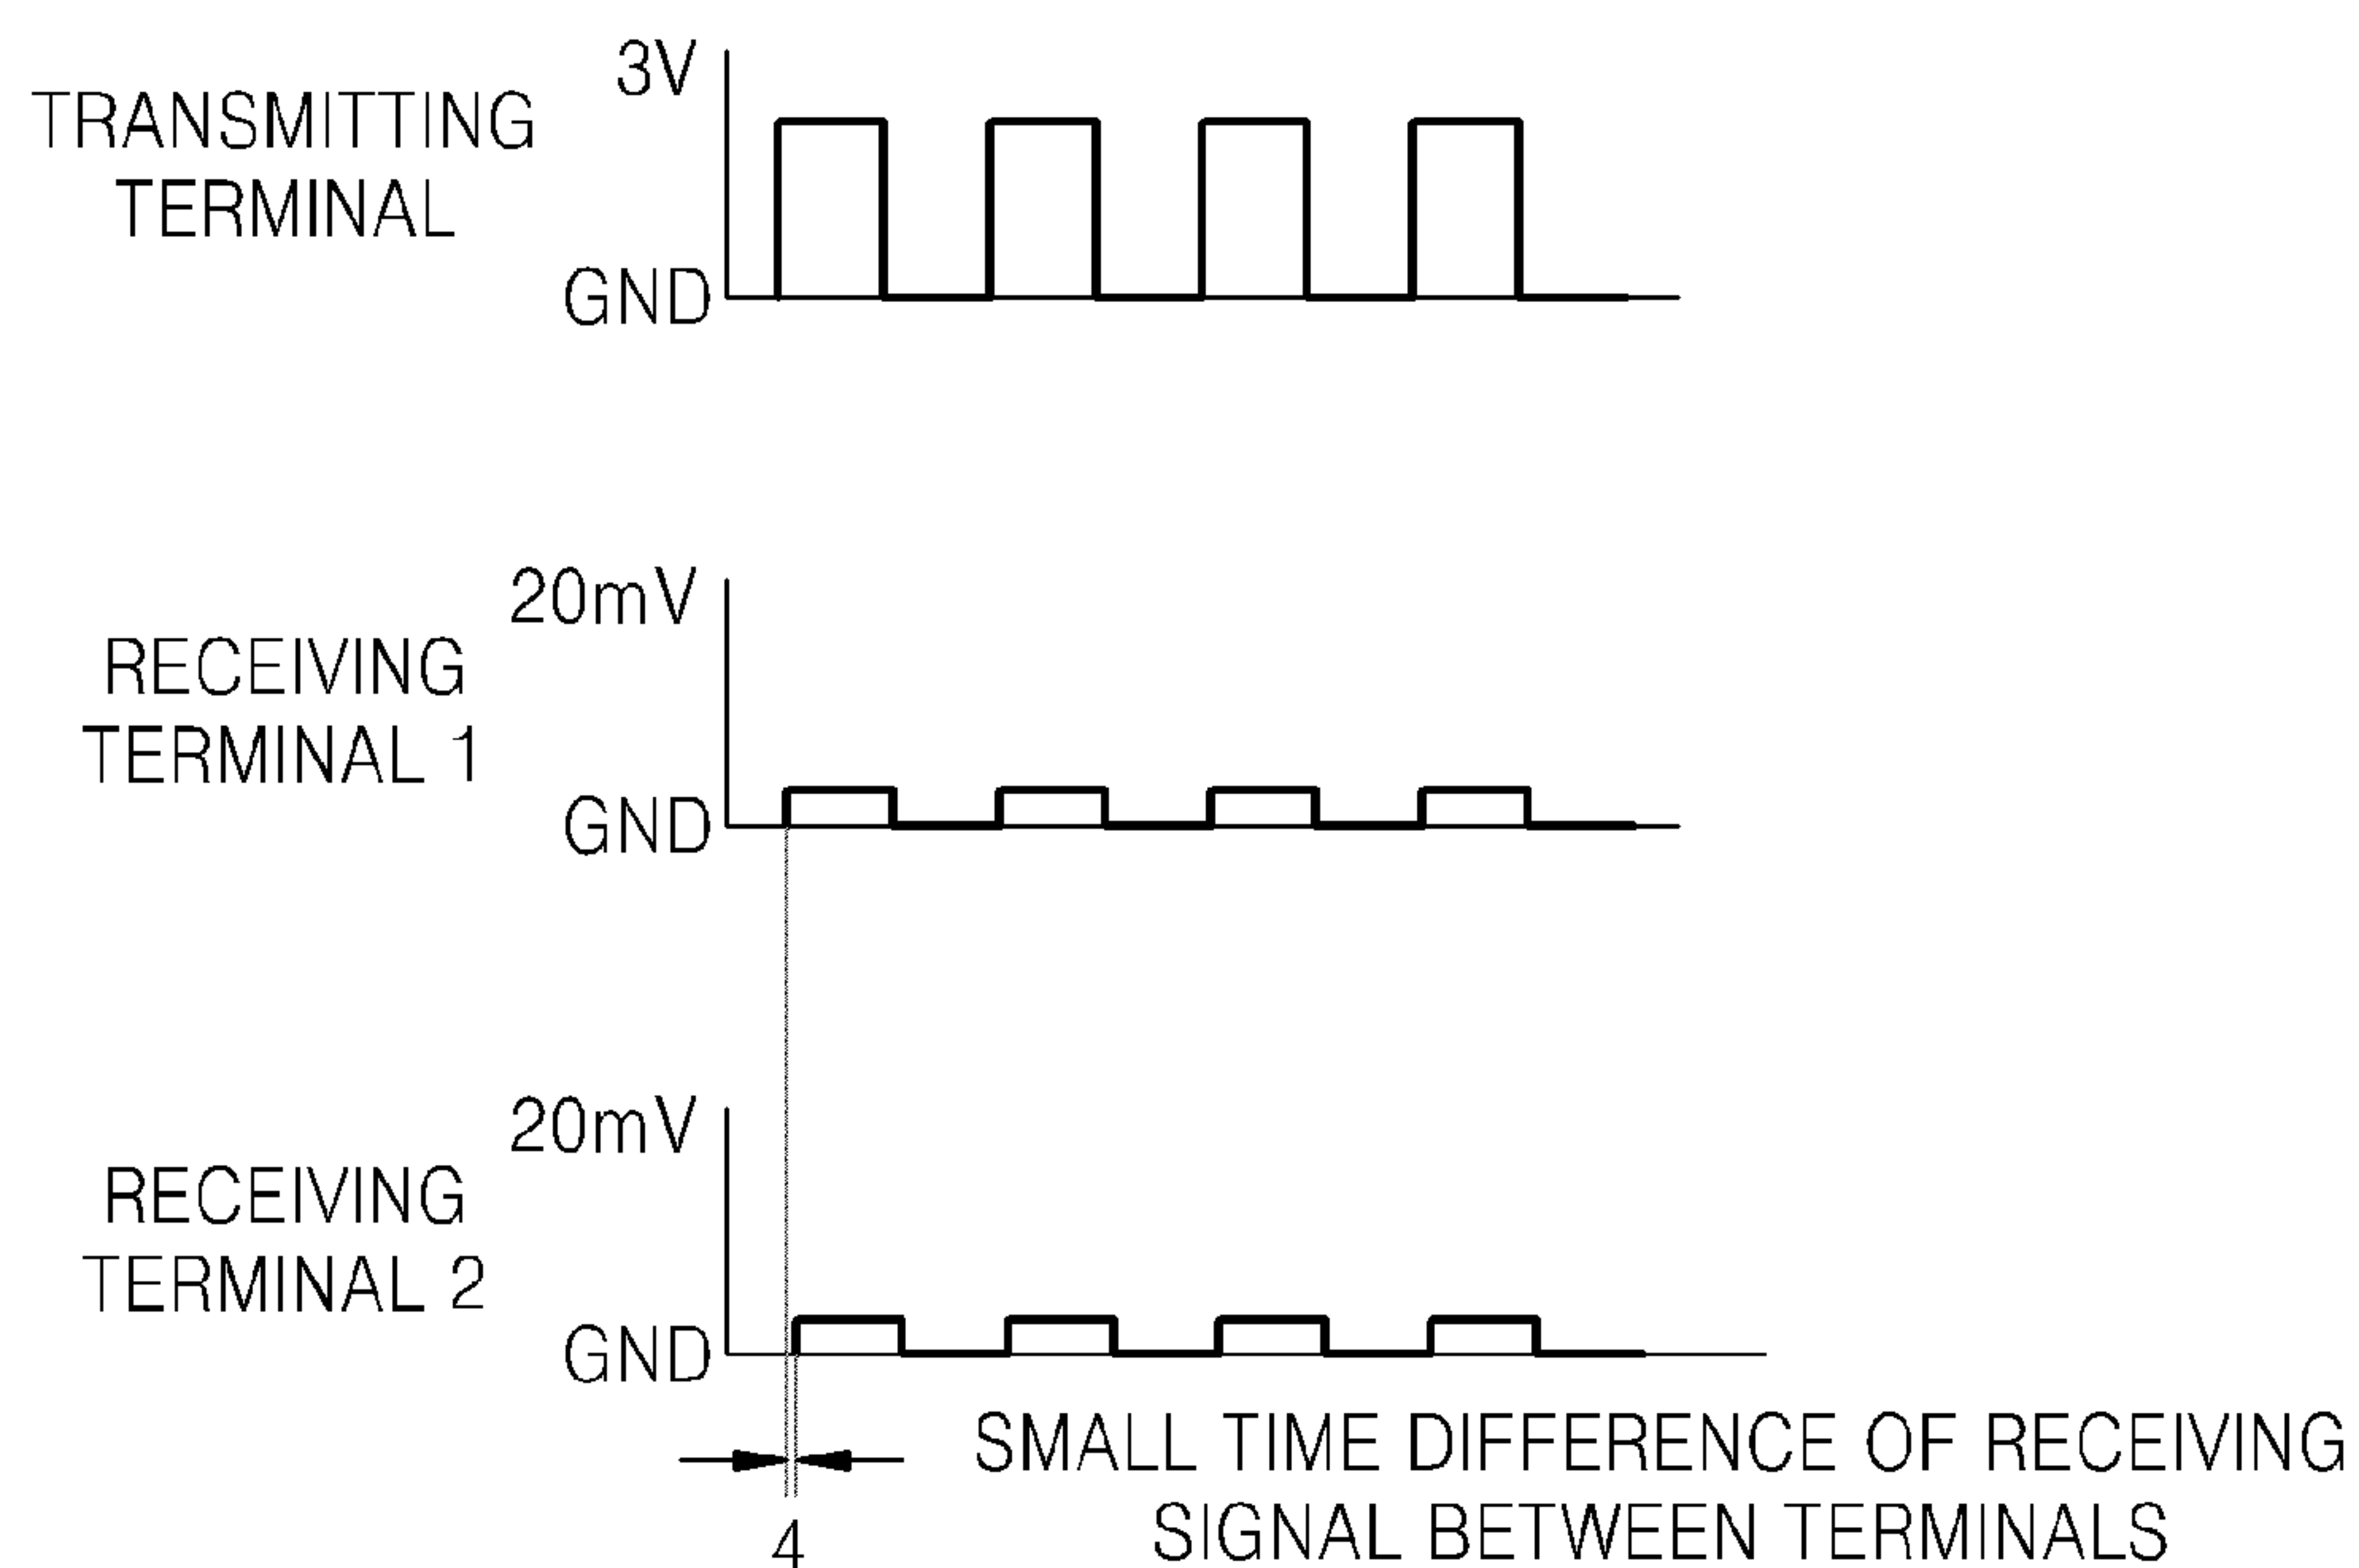 3V
TRANSMITTING
TERMINAL
GND
20mV
RECEIVING
TERMINAL 1
GND
20mV
RECEIVING
TERMINAL 2
GND
SMALL TIME DIFFERENCE OF RECEIVING
SIGNAL BETWEEN TERMINALS
4